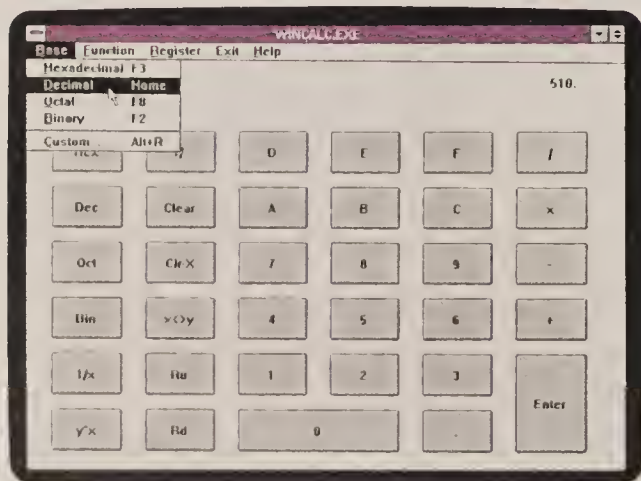 WINCALC.EXE
Base Function Register Exit Help
Hexadecimal F3
Decimal Home
Octal F8
Binary F2
Custom... Alt+R
510.
D E F /
Dec Clear A B C x
Oct Clr X 7 8 9 -
Bin x<>y 4 5 6 +
1/x Ru 1 2 3
Enter
y^x Rd 0 .